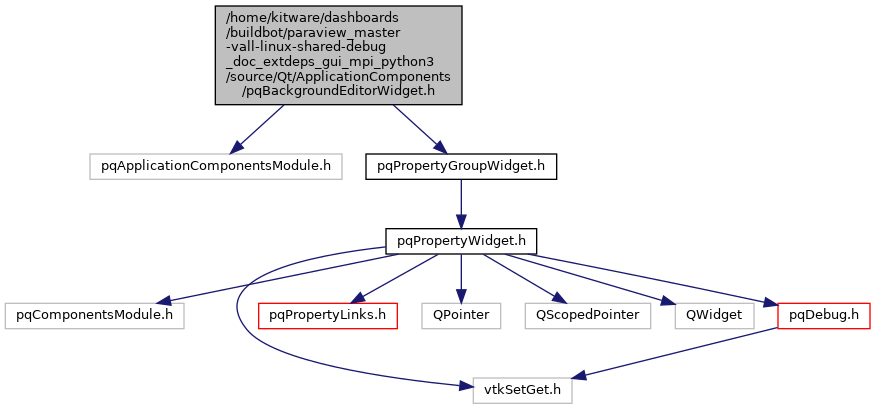 /home/kitware/dashboards
/buildbot/paraview_master
-vall-linux-shared-debug
_doc_extdeps_gui_mpi_python3
/source/Qt/ApplicationComponents
/pqBackgroundEditorWidget.h
pqApplicationComponentsModule.h
pqPropertyGroupWidget.h
pqPropertyWidget.h
pqComponentsModule.h
pqPropertyLinks.h
QPointer
QScopedPointer
QWidget
pqDebug.h
vtkSetGet.h